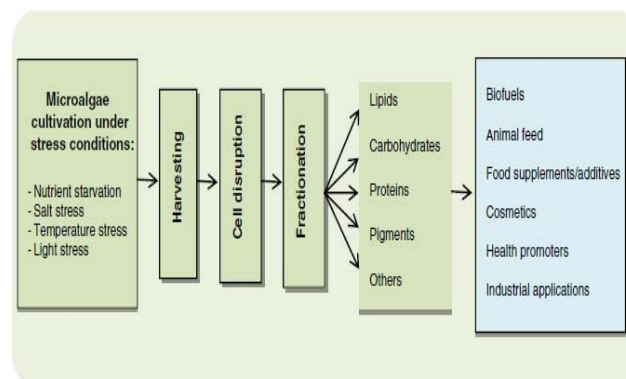 Microalgae
cultivation under
stress conditions:
- Nutrient starvation
- Salt stress
- Temperature stress
- Light stress
Harvesting
Cell disruption
Fractionation
Lipids
Carbohydrates
Proteins
Pigments
Others
Biofuels
Animal feed
Food supplements/additives
Cosmetics
Health promoters
Industrial applications